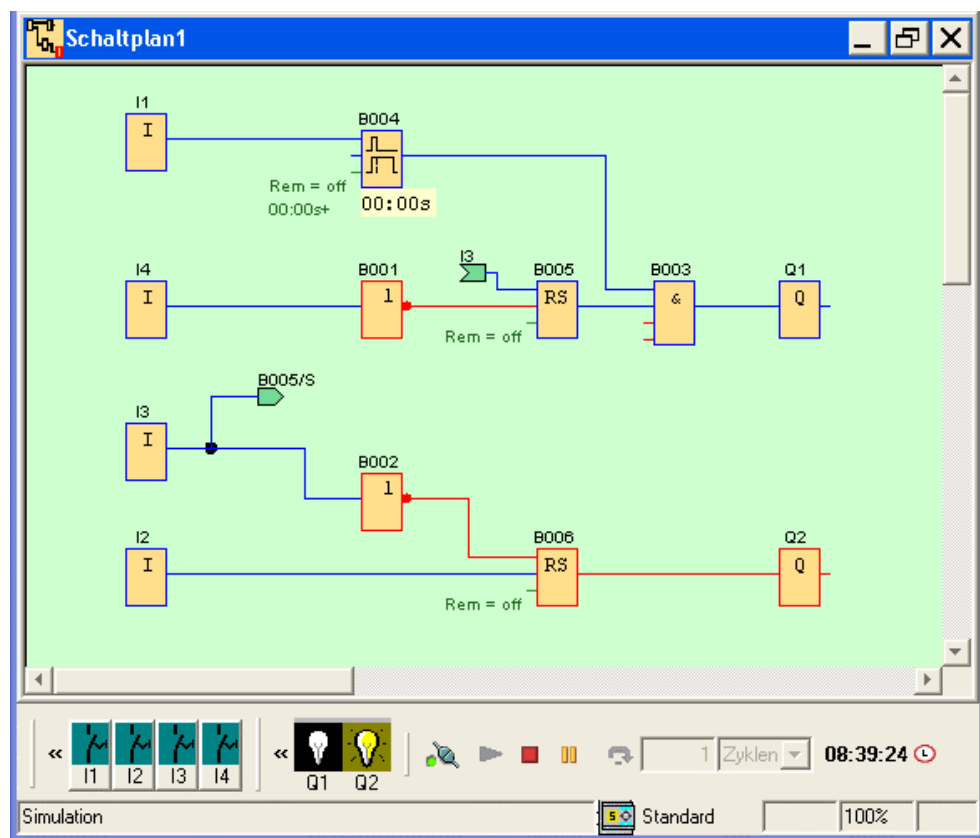 Schaltplan1
I1
I
B004
Rem = off
00:00s+
00:00s
I4
I
B001
1
I3
B005
RS
Rem = off
B003
&
Q1
Q
B005/S
I3
I
B002
1
I2
I
B006
RS
Rem = off
Q2
Q
« I1 I2 I3 I4 « Q1 Q2 1 Zyklen 08:39:24
Simulation Standard 100%